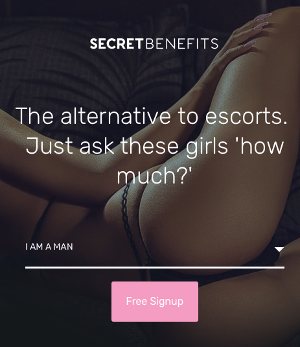 SECRETBENEFITS
The alternative to escorts.
Just ask these girls 'how
much?'
I AM A MAN
Free Signup